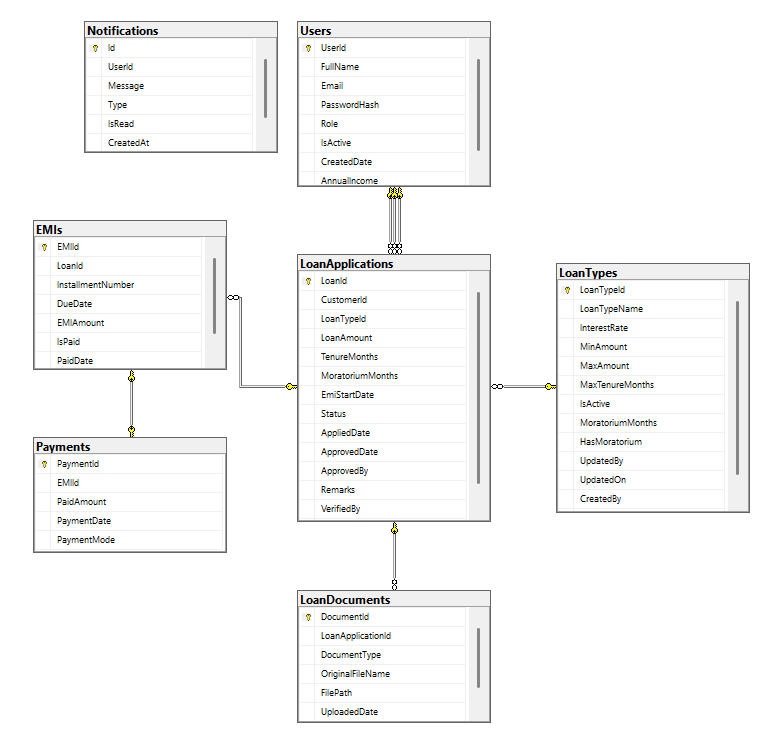 Notifications
Id
UserId
Message
Type
IsRead
CreatedAt
Users
UserId
FullName
Email
PasswordHash
Role
IsActive
CreatedDate
AnnualIncome
EMIs
EMIId
LoanId
InstallmentNumber
DueDate
EMIAmount
IsPaid
PaidDate
LoanApplications
LoanId
CustomerId
LoanTypeId
LoanAmount
TenureMonths
MoratoriumMonths
EmiStartDate
Status
AppliedDate
ApprovedDate
ApprovedBy
Remarks
VerifiedBy
LoanTypes
LoanTypeId
LoanTypeName
InterestRate
MinAmount
MaxAmount
MaxTenureMonths
IsActive
MoratoriumMonths
HasMoratorium
UpdatedBy
UpdatedOn
CreatedBy
Payments
PaymentId
EMIId
PaidAmount
PaymentDate
PaymentMode
LoanDocuments
DocumentId
LoanApplicationId
DocumentType
OriginalFileName
FilePath
UploadedDate